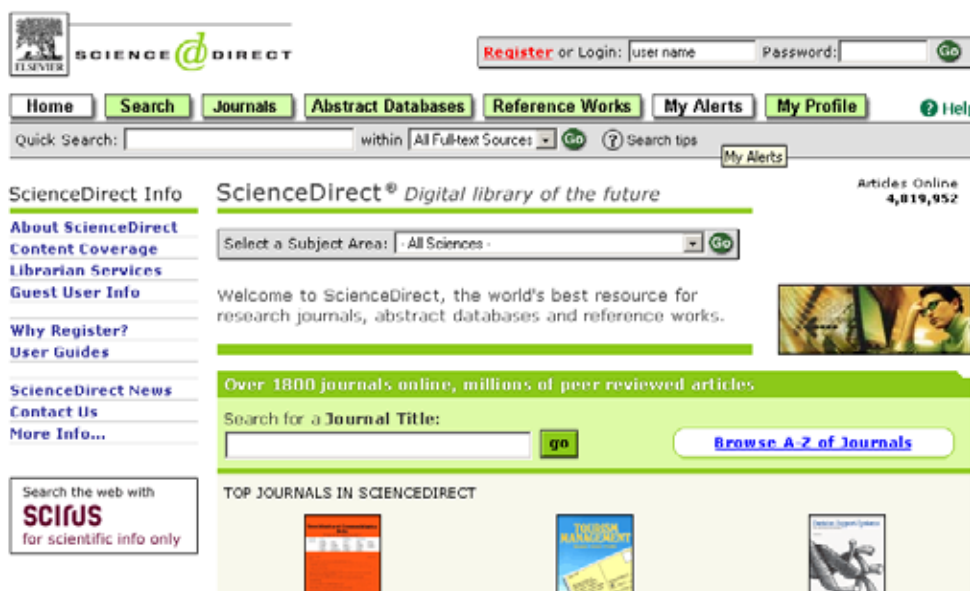 ELSEVIER
SCIENCE @ DIRECT
Register or Login: user name Password: Go
Home Search Journals Abstract Databases Reference Works My Alerts My Profile ? Help
Quick Search: within All Full-text Sources Go ? Search tips
My Alerts
ScienceDirect Info
About ScienceDirect
Content Coverage
Librarian Services
Guest User Info
Why Register?
User Guides
ScienceDirect News
Contact Us
More Info...
Search the web with
SCIRUS
for scientific info only
ScienceDirect® Digital library of the future
Articles Online
4,819,952
Select a Subject Area: - All Sciences - Go
Welcome to ScienceDirect, the world's best resource for
research journals, abstract databases and reference works.
Over 1800 journals online, millions of peer reviewed articles
Search for a Journal Title:
go
Browse A-Z of Journals
TOP JOURNALS IN SCIENCEDIRECT
TOURISM
MANAGEMENT
Decision Support Systems